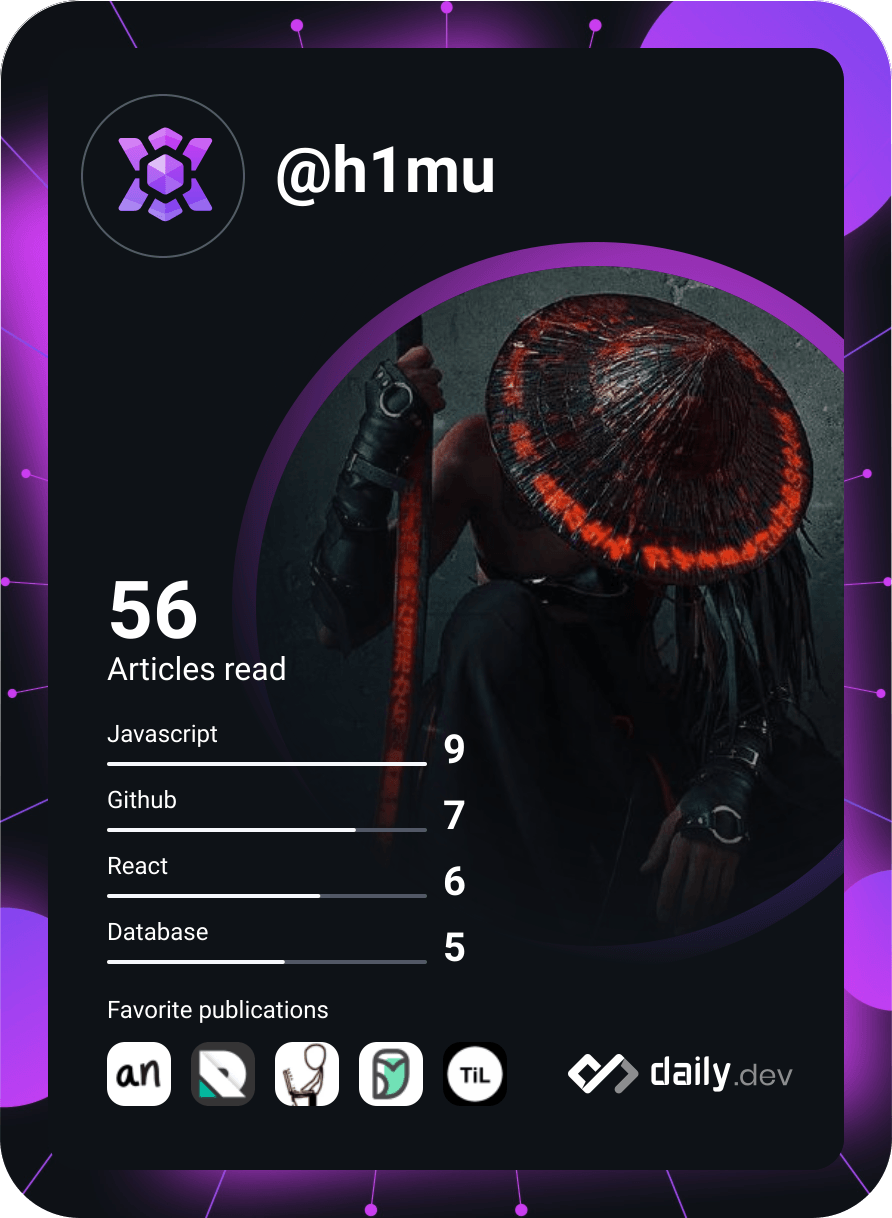 @h1mu
56
Articles read
Javascript 9
Github 7
React 6
Database 5
Favorite publications
an
TiL
daily.dev